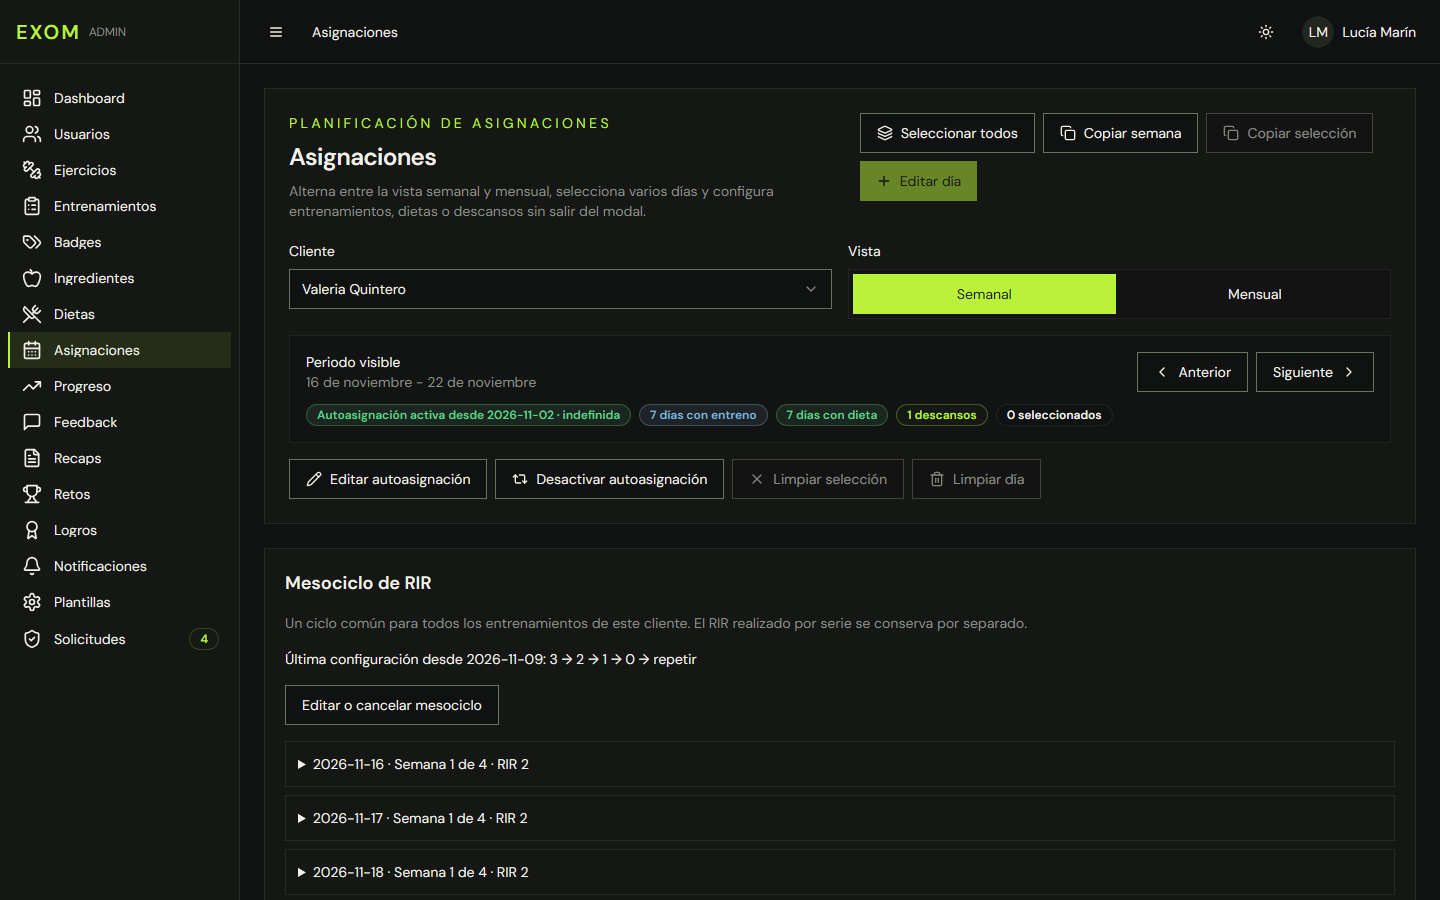 EXOM ADMIN
Asignaciones
LM Lucía Marín
Dashboard
Usuarios
Ejercicios
Entrenamientos
Badges
Ingredientes
Dietas
Asignaciones
Progreso
Feedback
Recaps
Retos
Logros
Notificaciones
Plantillas
Solicitudes 4
PLANIFICACIÓN DE ASIGNACIONES
Asignaciones
Alterna entre la vista semanal y mensual, selecciona varios días y configura
entrenamientos, dietas o descansos sin salir del modal.
Seleccionar todos Copiar semana Copiar selección
Editar día
Cliente
Valeria Quintero
Vista
Semanal Mensual
Periodo visible
16 de noviembre - 22 de noviembre
Anterior Siguiente
Autoasignación activa desde 2026-11-02 · indefinida 7 días con entreno 7 días con dieta 1 descansos 0 seleccionados
Editar autoasignación Desactivar autoasignación Limpiar selección Limpiar día
Mesociclo de RIR
Un ciclo común para todos los entrenamientos de este cliente. El RIR realizado por serie se conserva por separado.
Última configuración desde 2026-11-09: 3 → 2 → 1 → 0 → repetir
Editar o cancelar mesociclo
2026-11-16 · Semana 1 de 4 · RIR 2
2026-11-17 · Semana 1 de 4 · RIR 2
2026-11-18 · Semana 1 de 4 · RIR 2